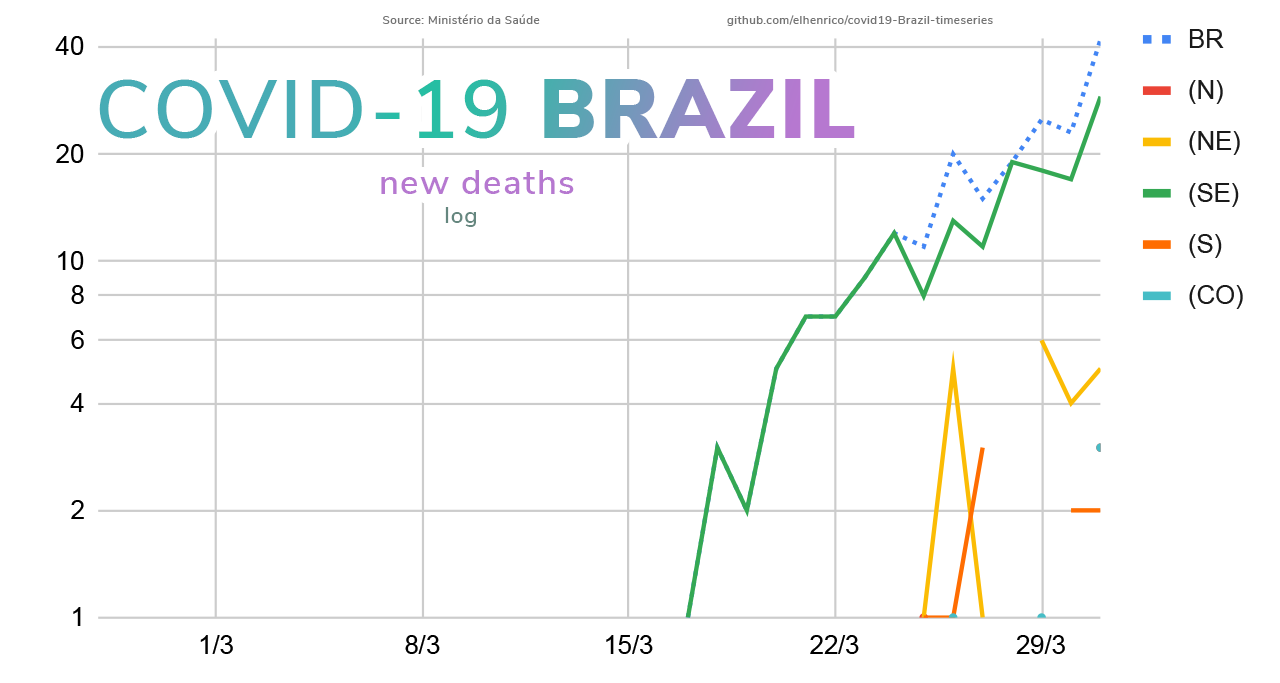 Source: Ministério da Saúde
github.com/elhenrico/covid19-Brazil-timeseries
COVID-19 BRAZIL
new deaths
log
40
20
10
8
6
4
2
1
1/3
8/3
15/3
22/3
29/3
BR
(N)
(NE)
(SE)
(S)
(CO)